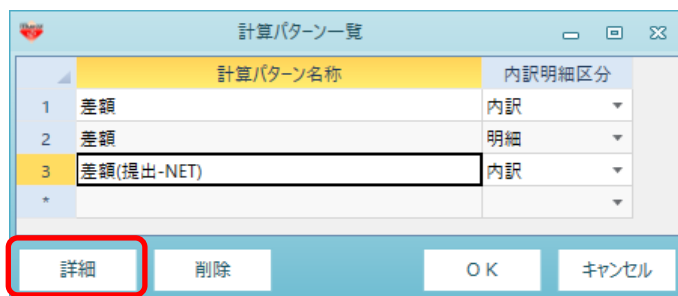 計算パターン一覧
計算パターン名称 内訳明細区分
1 差額 内訳
2 差額 明細
3 差額(提出-NET) 内訳
*
詳細 削除 OK キャンセル